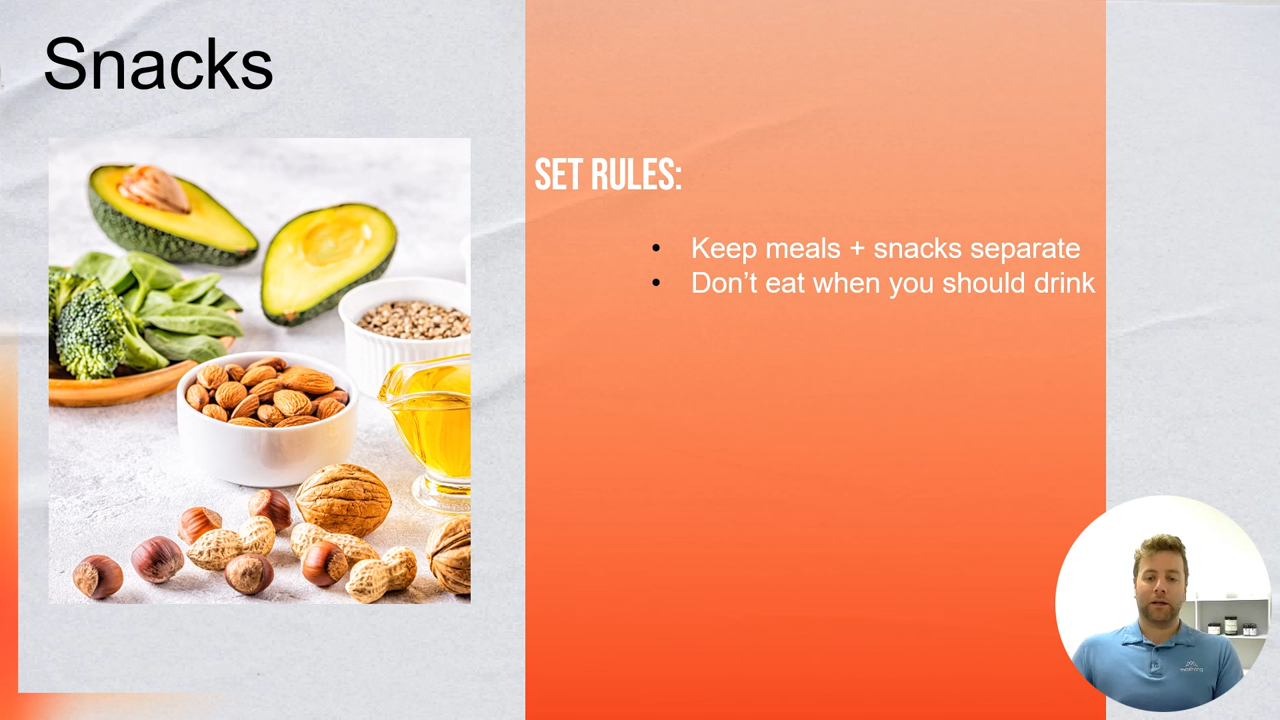 Snacks
SET RULES:
• Keep meals + snacks separate
• Don’t eat when you should drink